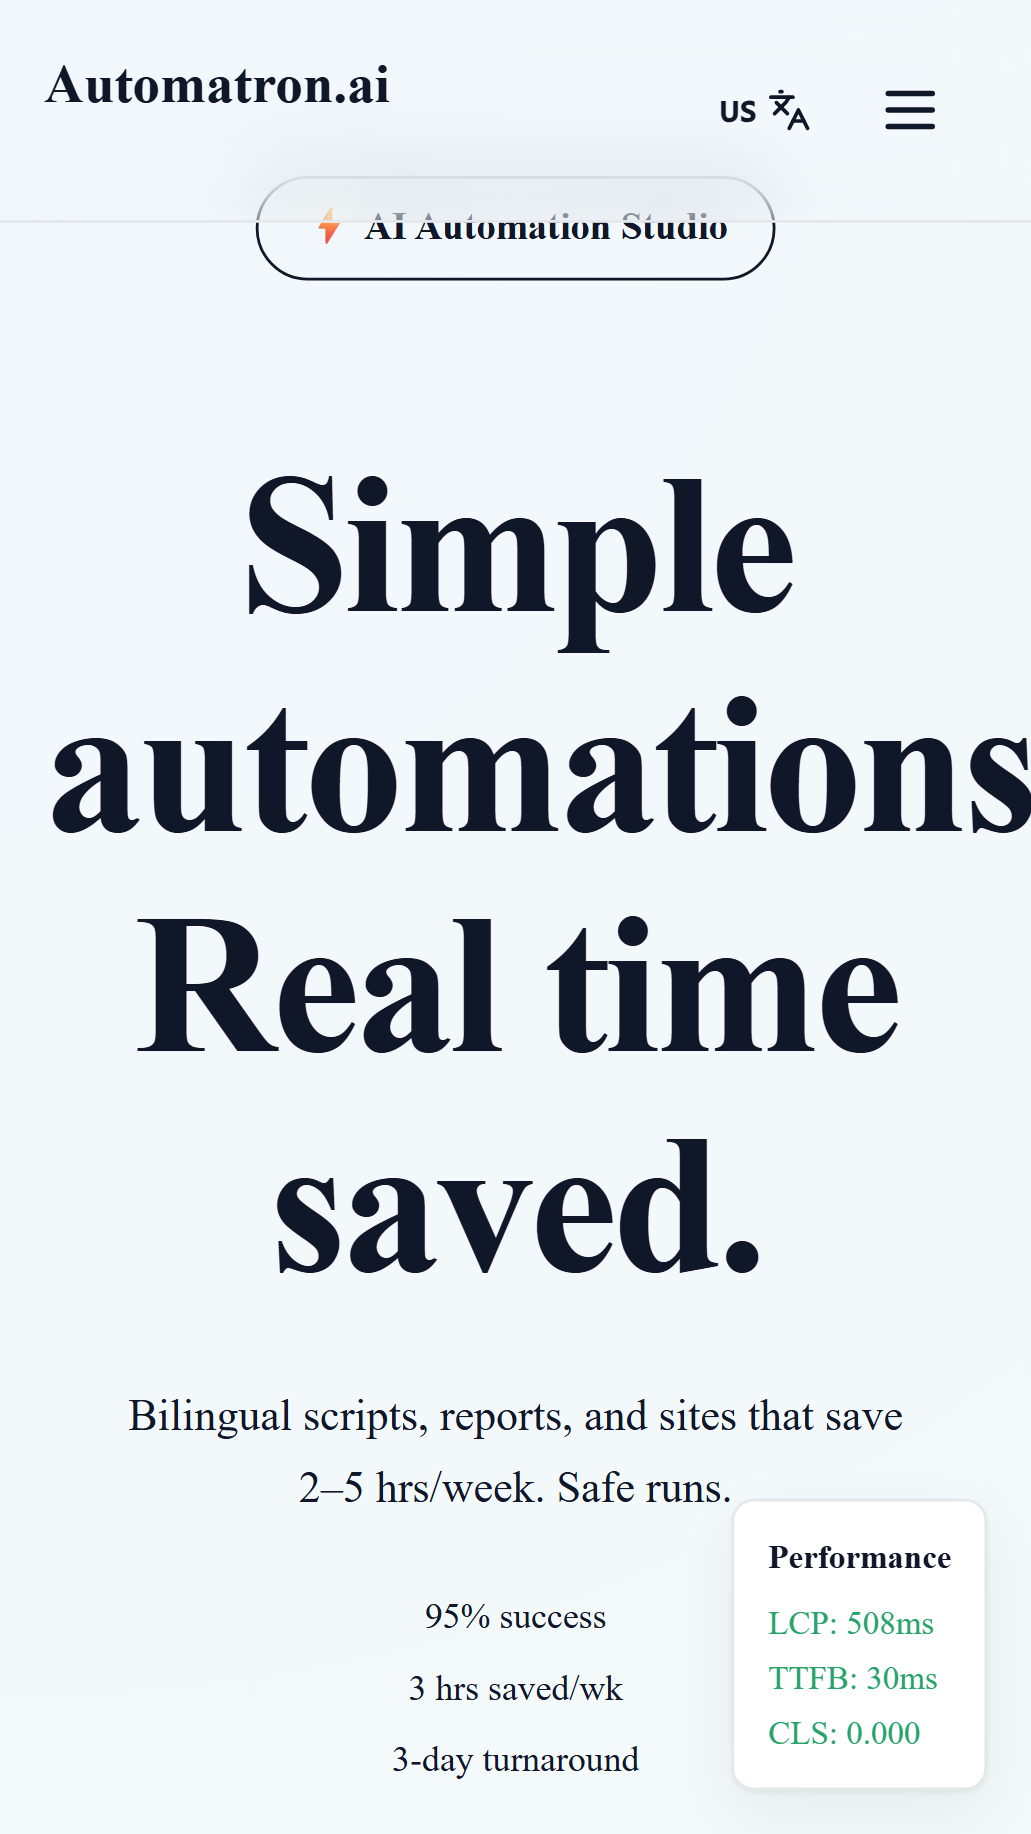 Automatron.ai
US
AI Automation Studio
Simple
automations
Real time
saved.
Bilingual scripts, reports, and sites that save
2–5 hrs/week. Safe runs.
95% success
3 hrs saved/wk
3-day turnaround
Performance
LCP: 508ms
TTFB: 30ms
CLS: 0.000